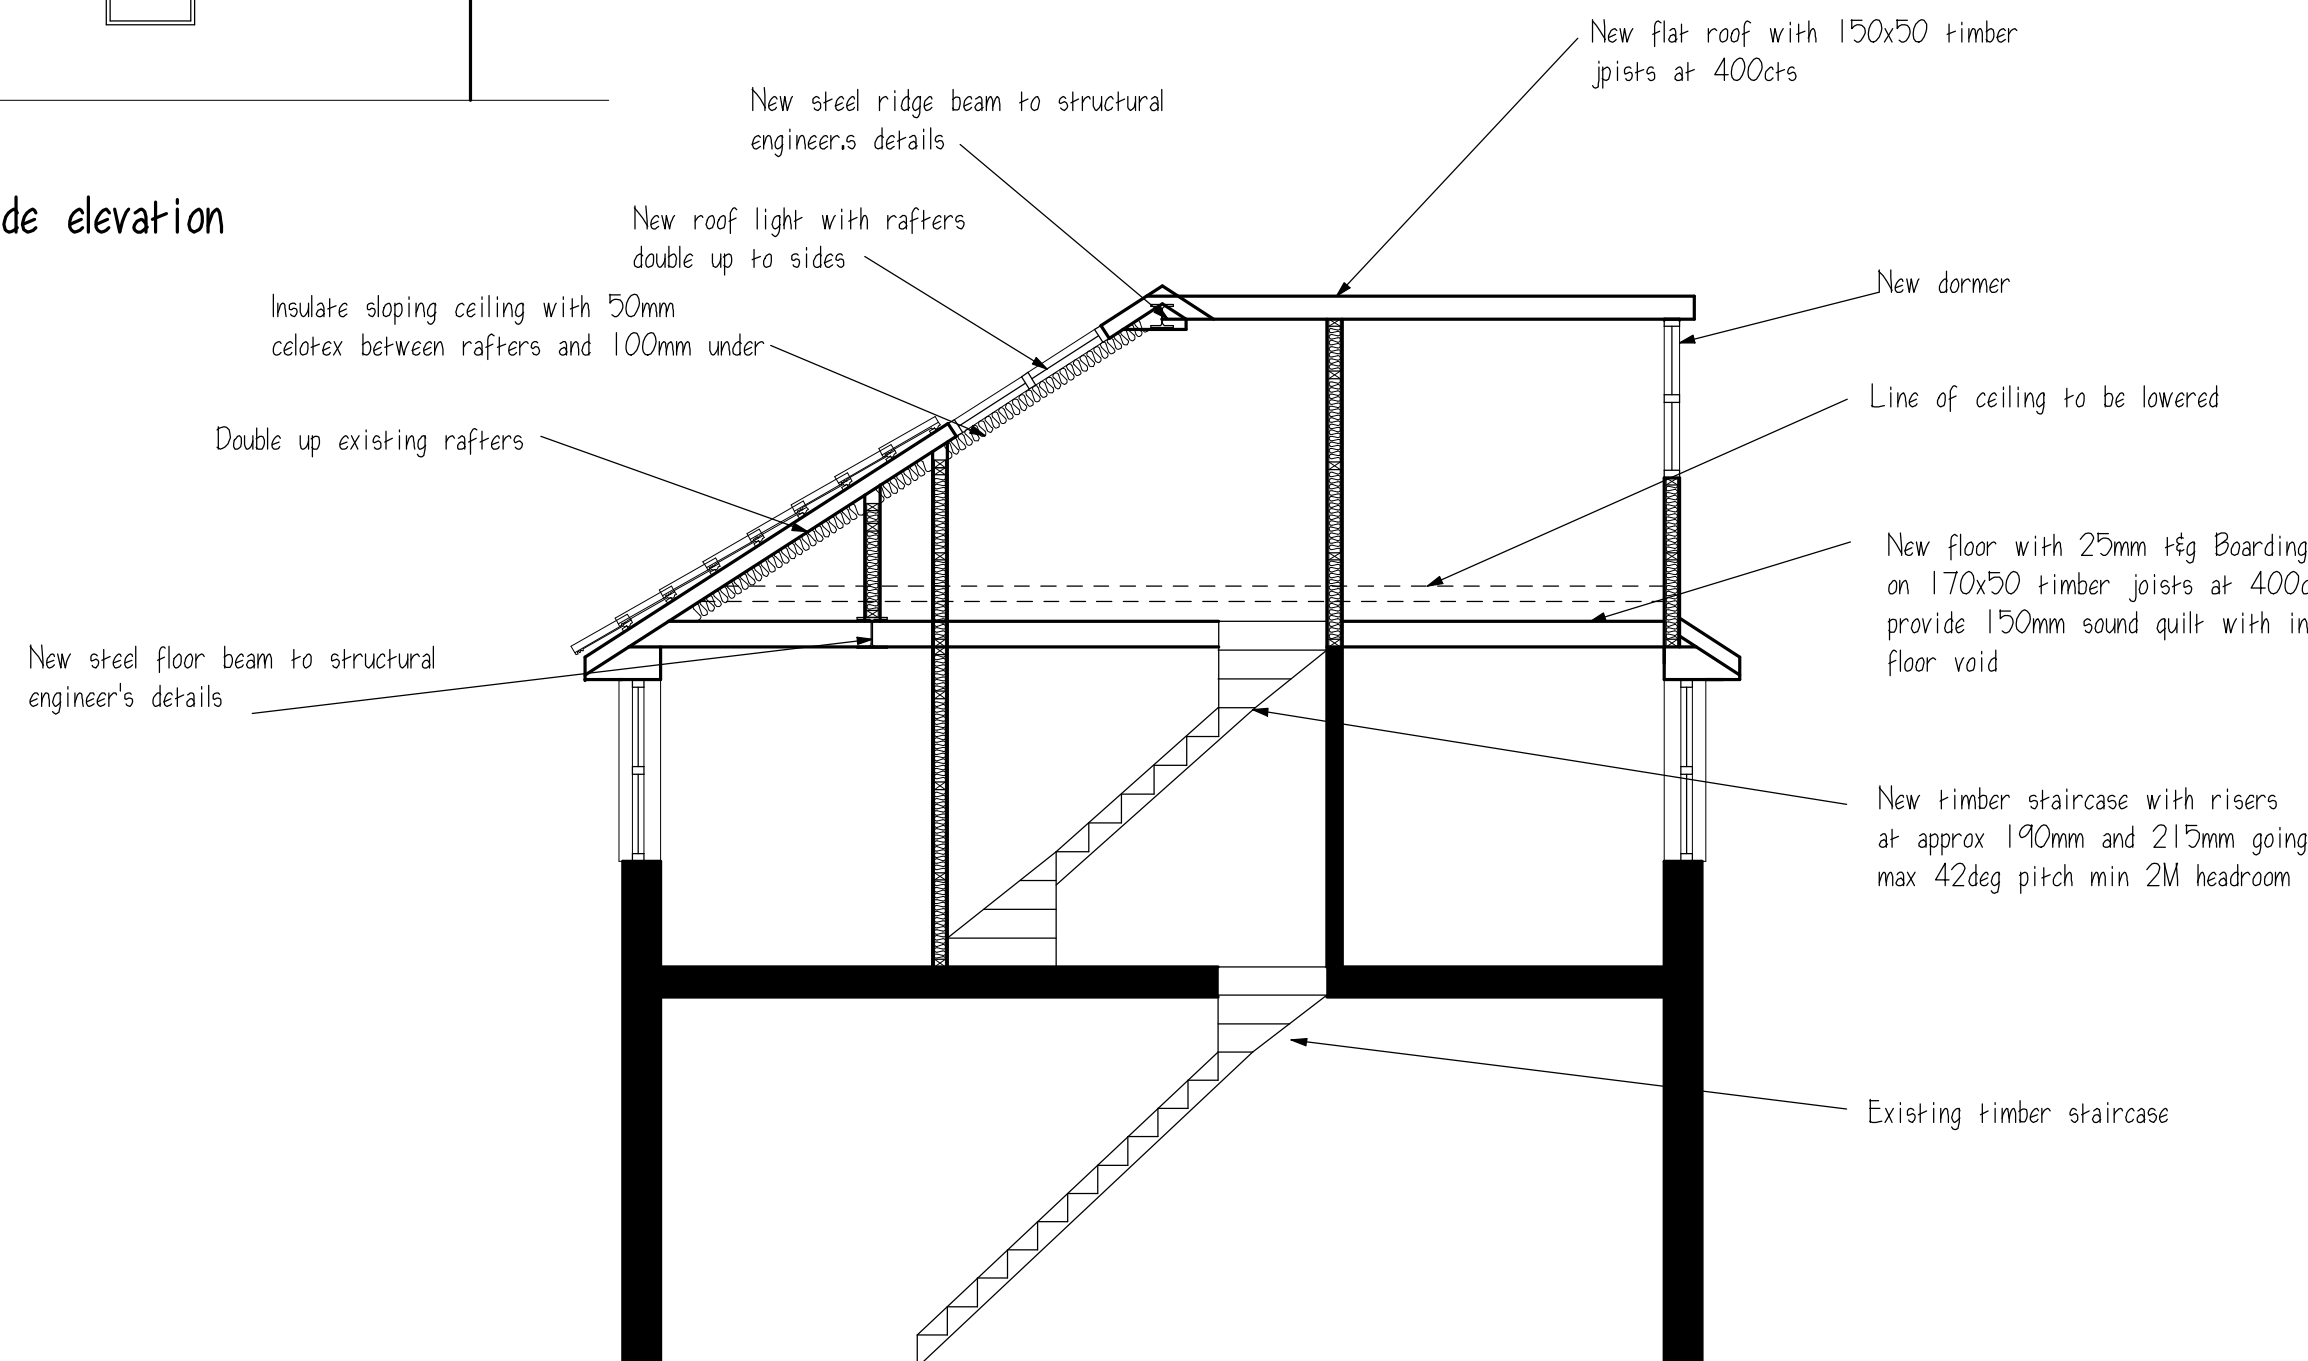 New flat roof with 150x50 timber
jpists at 400cts
New steel ridge beam to structural
engineer.s details
de elevation
New roof light with rafters
double up to sides
New dormer
Insulate sloping ceiling with 50mm
celotex between rafters and 100mm under
Line of ceiling to be lowered
Double up existing rafters
New floor with 25mm t&g Boarding
on 170x50 timber joists at 400c
provide 150mm sound quilt with in
floor void
New steel floor beam to structural
engineer's details
New timber staircase with risers
at approx 190mm and 215mm going
max 42deg pitch min 2M headroom
Existing timber staircase